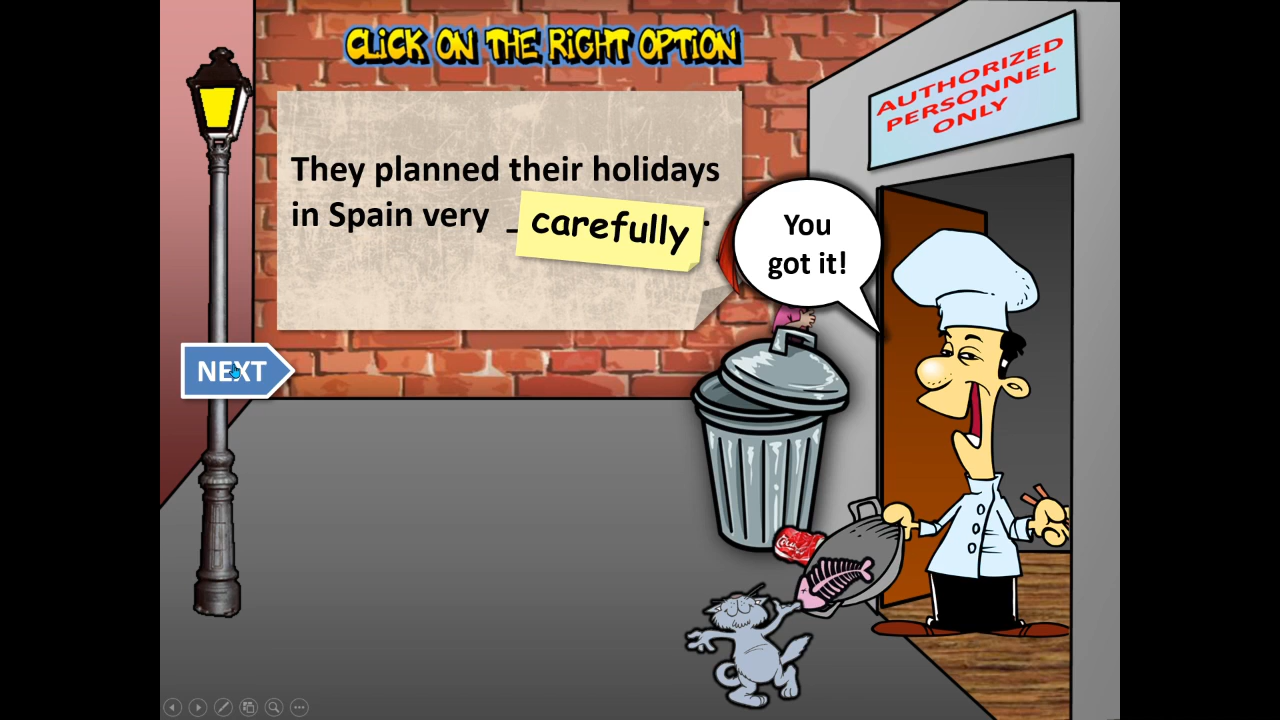 CLICK ON THE RIGHT OPTION
AUTHORIZED
PERSONNEL
ONLY
They planned their holidays
in Spain very _ carefully .
You
got it!
NEXT